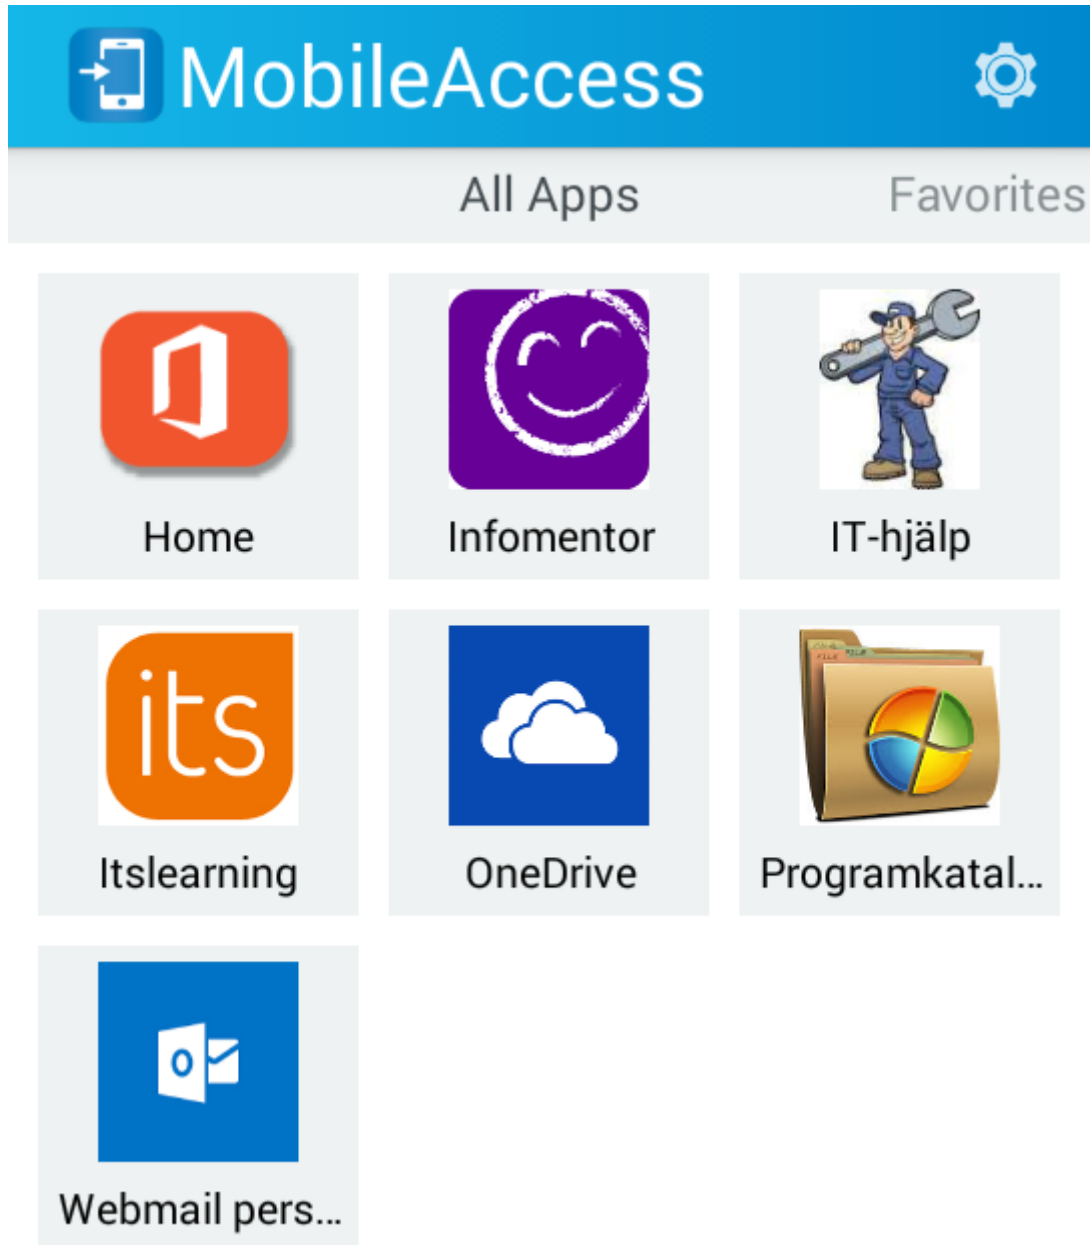 MobileAccess
All Apps Favorites
Home Infomentor IT-hjälp
its
Itslearning OneDrive Programkatal...
Webmail pers...